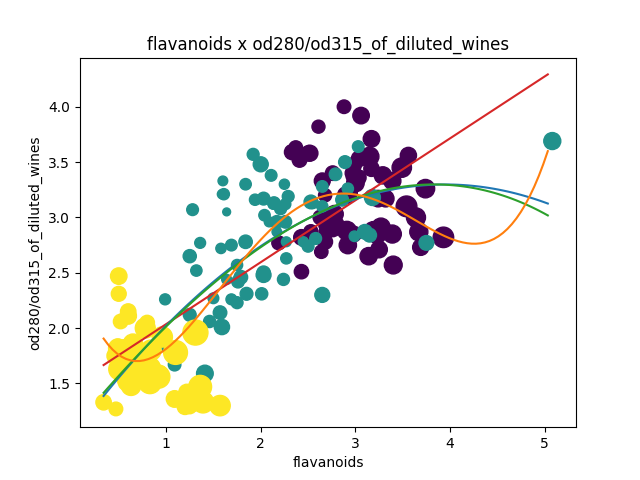 flavanoids x od280/od315_of_diluted_wines
od280/od315_of_diluted_wines
4.0
3.5
3.0
2.5
2.0
1.5
1 2 3 4 5
flavanoids